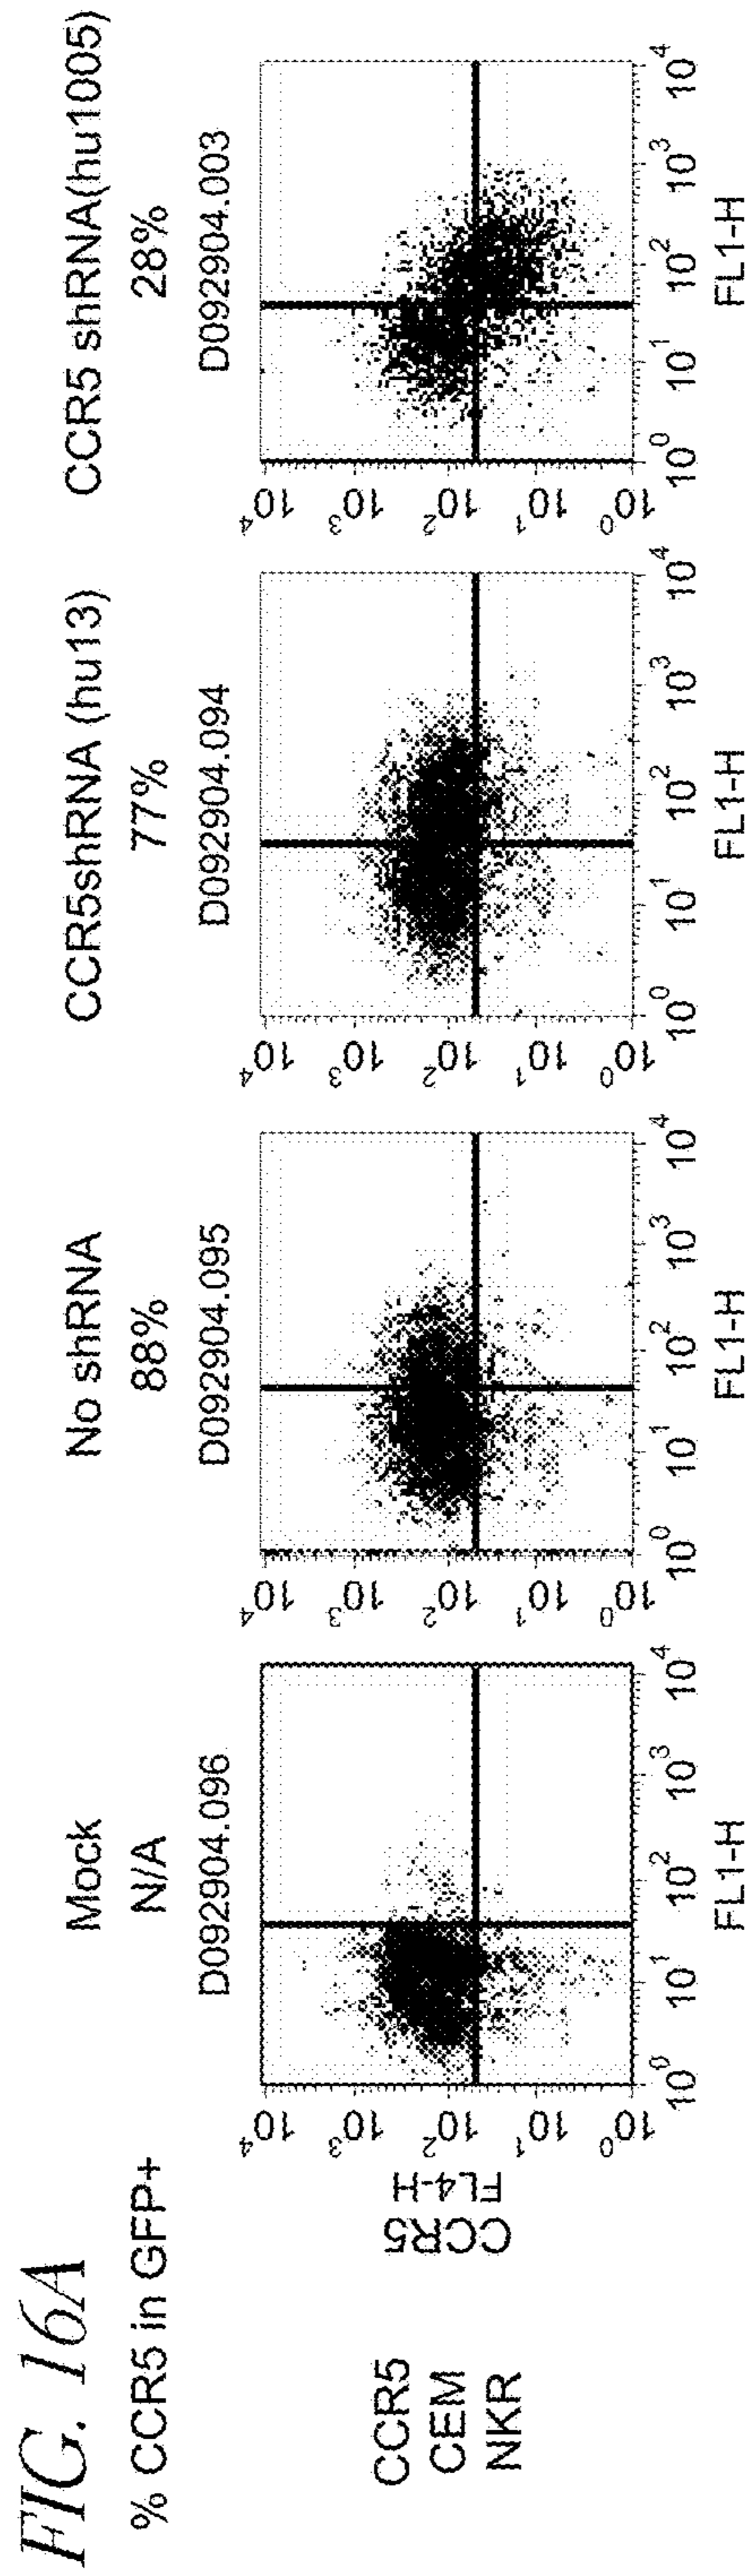 FIG. 16A
Mock
No shRNA
CCR5shRNA (hu13)
CCR5 shRNA(hu1005)
% CCR5 in GFP+
N/A
88%
77%
28%
D092904.096
D092904.095
D092904.094
D092904.003
CCR5
CEM
NKR
CCR5
FL4-H
10⁴
10³
10²
10¹
10⁰
10⁴
10³
10²
10¹
10⁰
10⁴
10³
10²
10¹
10⁰
10⁴
10³
10²
10¹
10⁰
10⁰ 10¹ 10² 10³ 10⁴
10⁰ 10¹ 10² 10³ 10⁴
10⁰ 10¹ 10² 10³ 10⁴
10⁰ 10¹ 10² 10³ 10⁴
FL1-H
FL1-H
FL1-H
FL1-H